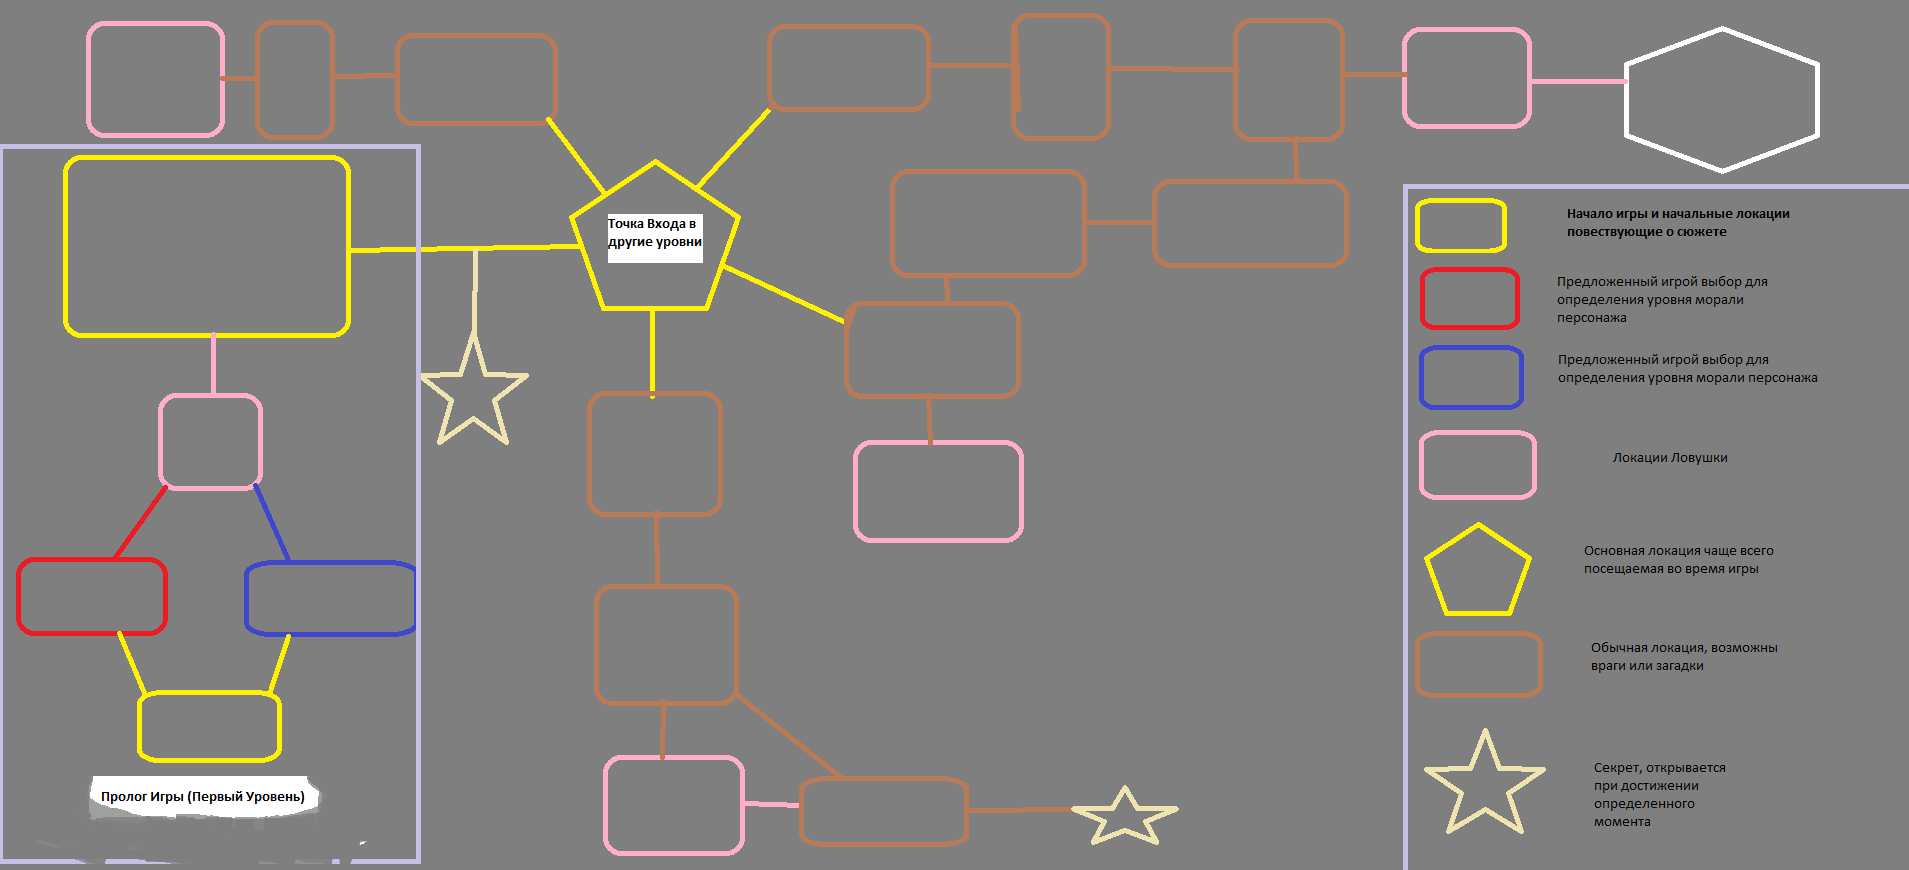 Точка Входа в
другие уровни
Начало игры и начальные локации
повествующие о сюжете
Предложенный игрой выбор для
определения уровня морали
персонажа
Предложенный игрой выбор для
определения уровня морали персонажа
Локации Ловушки
Основная локация чаще всего
посещаемая во время игры
Обычная локация, возможны
враги или загадки
Секрет, открывается
при достижении
определенного
момента
Пролог Игры (Первый Уровень)